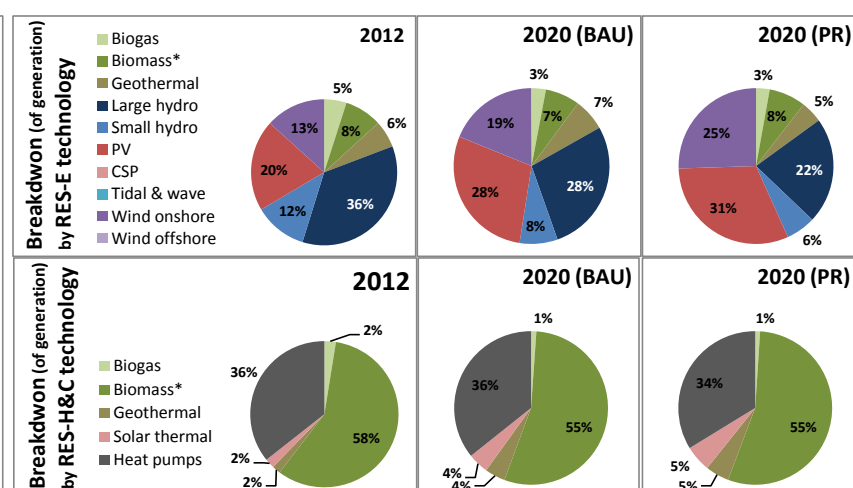 Breakdwon (of generation)
by RES-E technology
Biogas
Biomass*
Geothermal
Large hydro
Small hydro
PV
CSP
Tidal & wave
Wind onshore
Wind offshore
2012
5%
8%
6%
36%
12%
20%
13%
2020 (BAU)
3%
7%
7%
28%
8%
28%
19%
2020 (PR)
3%
8%
5%
22%
6%
31%
25%
Breakdwon (of generation)
by RES-H&C technology
Biogas
Biomass*
Geothermal
Solar thermal
Heat pumps
2012
2%
58%
2%
2%
36%
2020 (BAU)
1%
55%
4%
4%
36%
2020 (PR)
1%
55%
5%
5%
34%